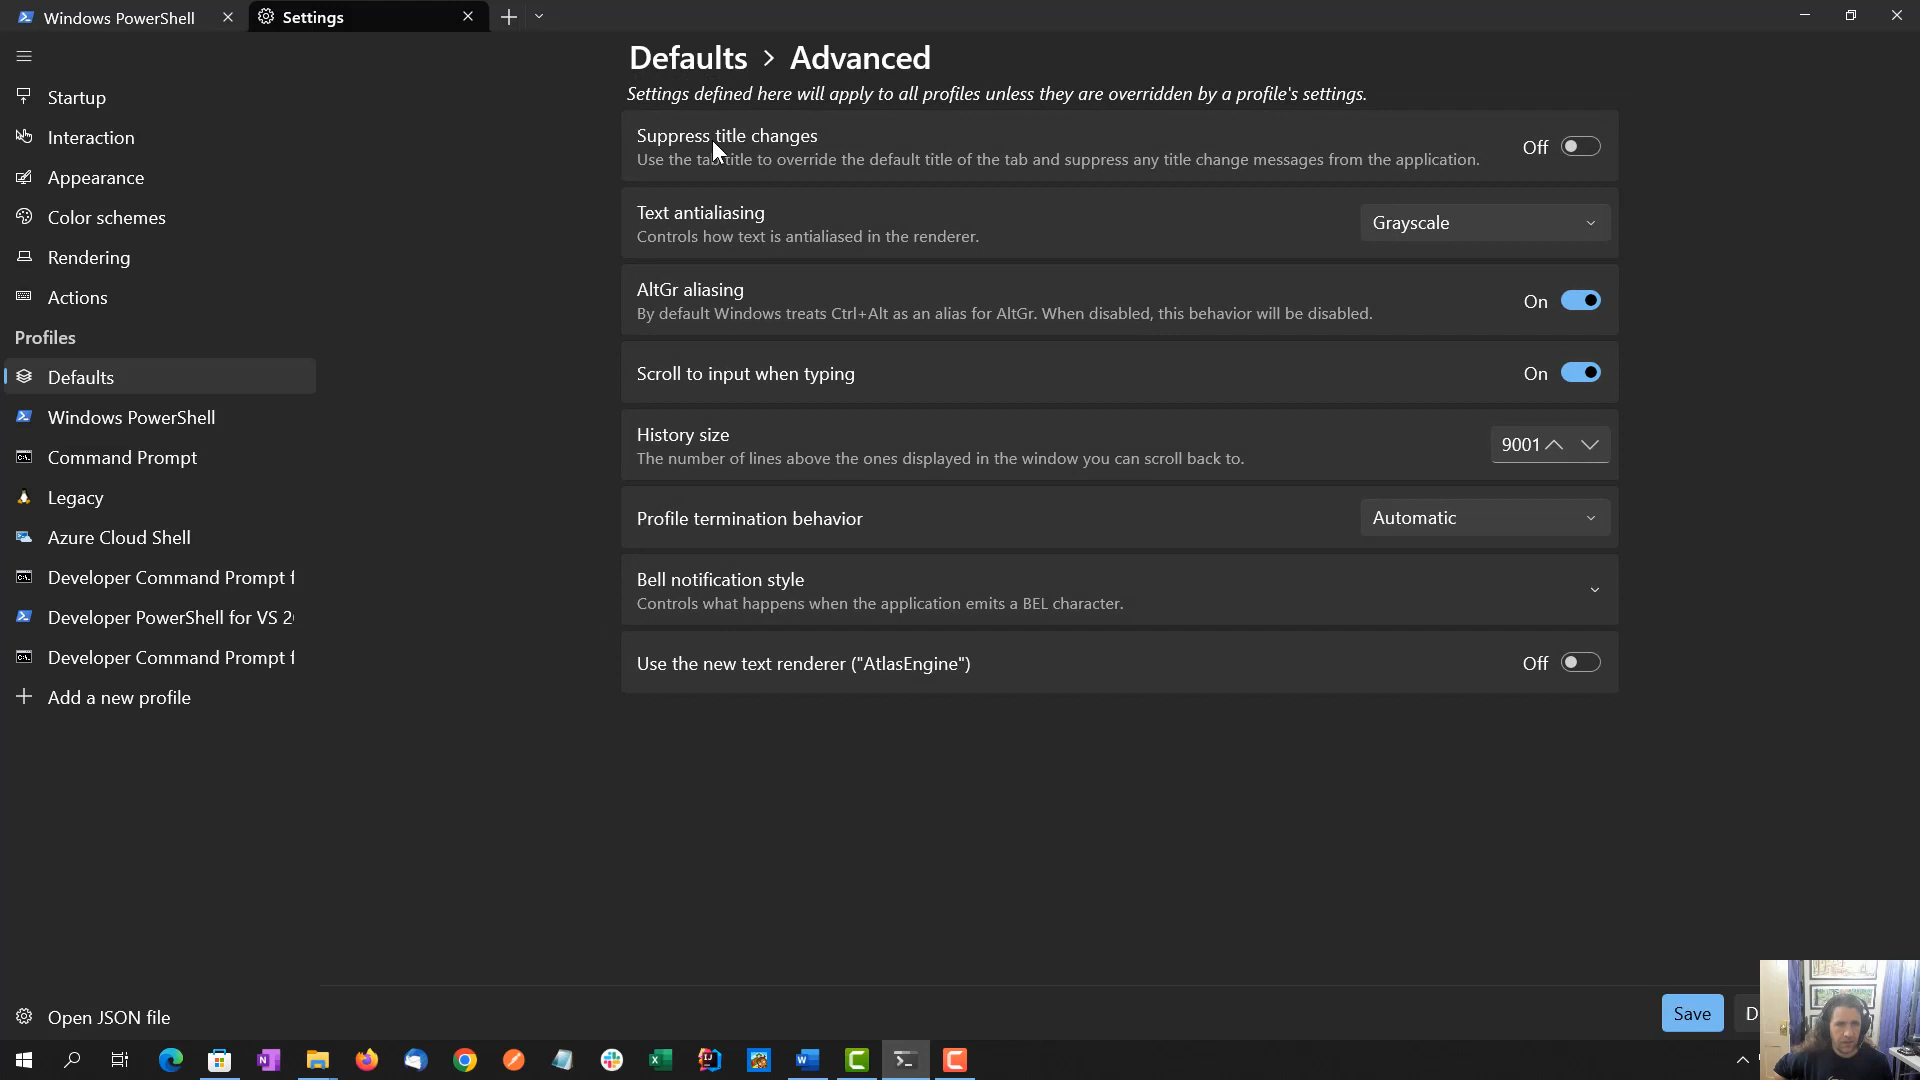 Windows PowerShell
Settings
Defaults > Advanced
Settings defined here will apply to all profiles unless they are overridden by a profile's settings.
Startup
Interaction
Appearance
Color schemes
Rendering
Actions
Profiles
Defaults
Windows PowerShell
Command Prompt
Legacy
Azure Cloud Shell
Developer Command Prompt f
Developer PowerShell for VS 2
Developer Command Prompt f
Add a new profile
Open JSON file
Suppress title changes
Use the tab title to override the default title of the tab and suppress any title change messages from the application.
Off
Text antialiasing
Controls how text is antialiased in the renderer.
Grayscale
AltGr aliasing
By default Windows treats Ctrl+Alt as an alias for AltGr. When disabled, this behavior will be disabled.
On
Scroll to input when typing
On
History size
The number of lines above the ones displayed in the window you can scroll back to.
9001
Profile termination behavior
Automatic
Bell notification style
Controls what happens when the application emits a BEL character.
Use the new text renderer ("AtlasEngine")
Off
Save
D